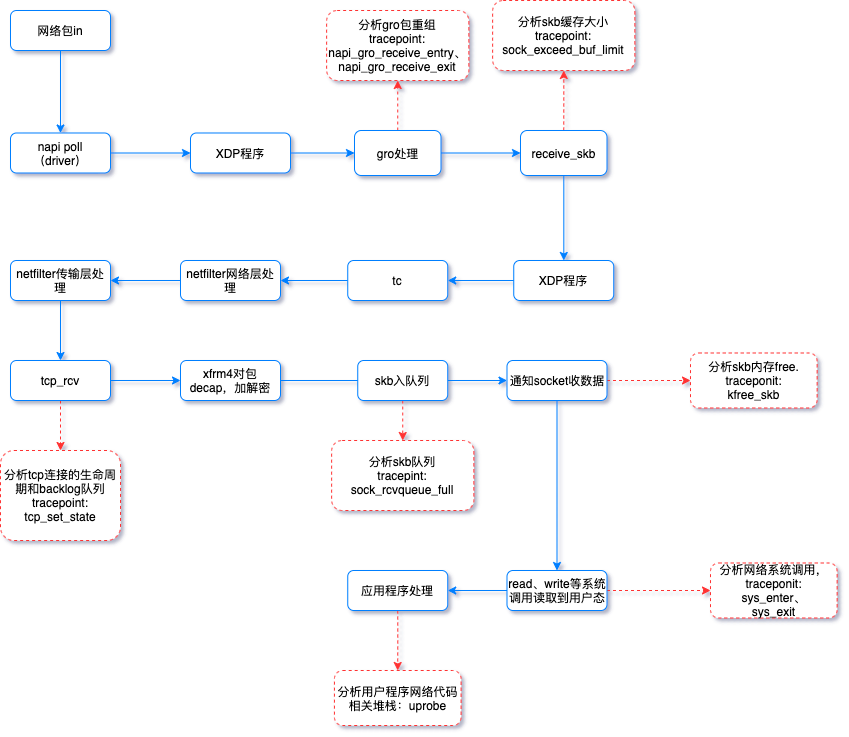 网络包in
分析gro包重组
tracepoint:
napi_gro_receive_entry、
napi_gro_receive_exit
分析skb缓存大小
tracepoint:
sock_exceed_buf_limit
napi poll
（driver）
XDP程序
gro处理
receive_skb
netfilter传输层处
理
netfilter网络层处
理
tc
XDP程序
tcp_rcv
xfrm4对包
decap，加解密
skb入队列
通知socket收数据
分析skb内存free.
traceponit:
kfree_skb
分析tcp连接的生命周
期和backlog队列
tracepoint:
tcp_set_state
分析skb队列
tracepint:
sock_rcvqueue_full
应用程序处理
read、write等系统
调用读取到用户态
分析网络系统调用，
traceponit:
sys_enter、
sys_exit
分析用户程序网络代码
相关堆栈：uprobe